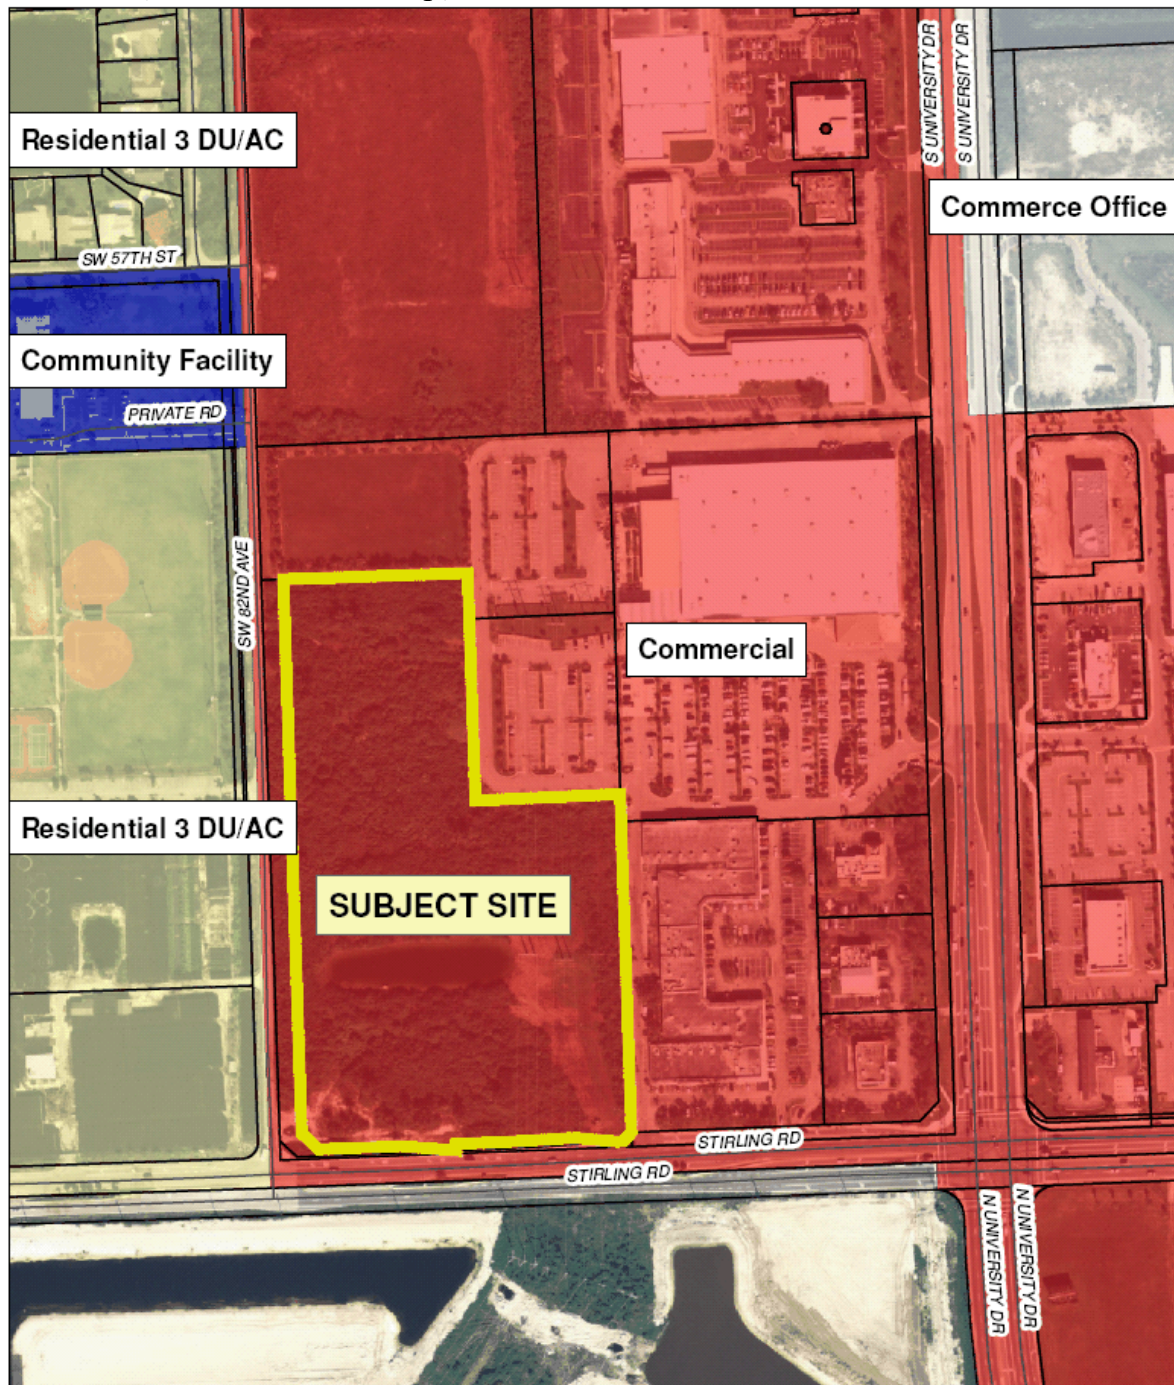 S UNIVERSITY DR
S UNIVERSITY DR
Residential 3 DU/AC
Commerce Office
SW 57TH ST
Community Facility
PRIVATE RD
SW 82ND AVE
Commercial
Residential 3 DU/AC
SUBJECT SITE
STIRLING RD
STIRLING RD
N UNIVERSITY DR
N UNIVERSITY DR